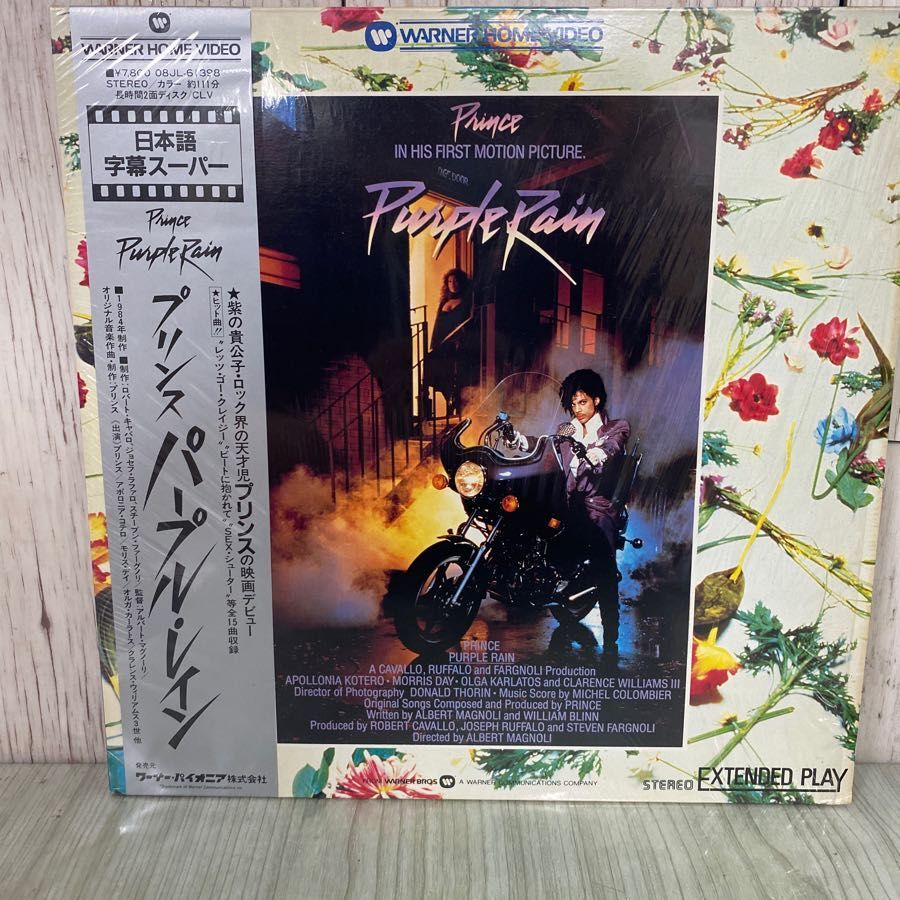 WARNER HOME VIDEO
■¥7,800 08JL-61398
STEREO/カラー 約111分
長時間2面ディスク/CLV
日本語
字幕スーパー
Prince
Purple Rain
プリンス パープル・レイン
★紫の貴公子・ロック界の天才児プリンスの映画デビュー
★ヒット曲!! “レッツ・ゴー・クレイジー”“ビートに抱かれて”“SEX・シューター”等全15曲収録
■1984年制作 ■制作:ロバート・キャバロ、ジョセフ・ラファロ、スチーブン・ファーグノリ/監督:アルバート・マグノーリ/
オリジナル音楽作曲・制作:プリンス 〈出演〉プリンス/アポロニア・コテロ/モリス・デイ/オルガ・カーラトス/クラレンス・ウィリアムス3世 他
発売元
ワーナー・パイオニア株式会社
*Trademark of Warner Communications Inc.
WARNER HOME VIDEO
Prince
IN HIS FIRST MOTION PICTURE.
Purple Rain
PRINCE
PURPLE RAIN
A CAVALLO, RUFFALO and FARGNOLI Production
APOLLONIA KOTERO • MORRIS DAY • OLGA KARLATOS and CLARENCE WILLIAMS III
Director of Photography DONALD THORIN • Music Score by MICHEL COLOMBIER
Original Songs Composed and Produced by PRINCE
Written by ALBERT MAGNOLI and WILLIAM BLINN
Produced by ROBERT CAVALLO, JOSEPH RUFFALO and STEVEN FARGNOLI
Directed by ALBERT MAGNOLI
FROM WARNER BROS. A WARNER COMMUNICATIONS COMPANY
STEREO EXTENDED PLAY